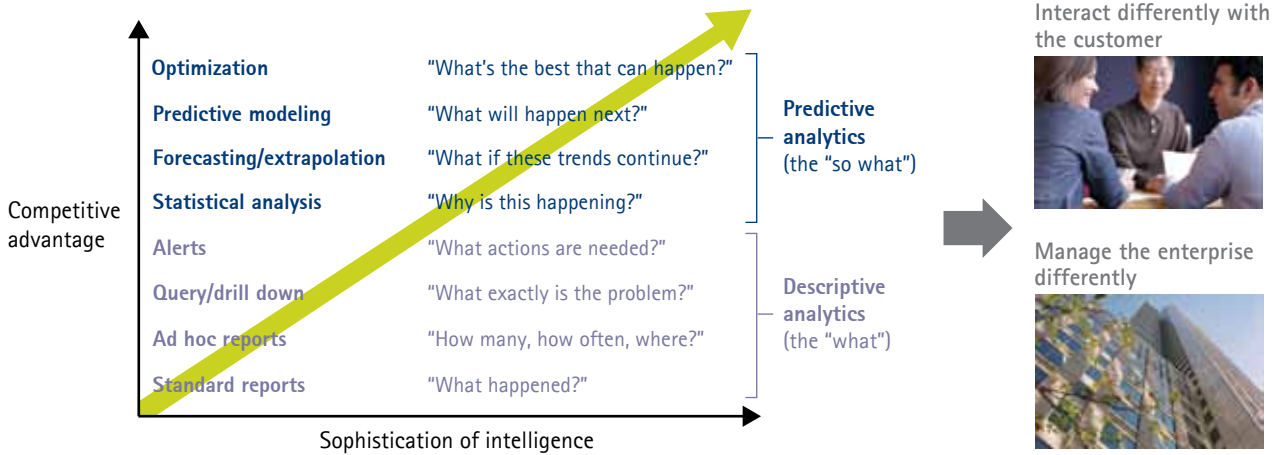 Interact differently with
the customer
Optimization “What’s the best that can happen?”
Predictive modeling “What will happen next?”
Forecasting/extrapolation “What if these trends continue?”
Statistical analysis “Why is this happening?”
Predictive
analytics
(the “so what”)
Competitive
advantage
Alerts “What actions are needed?”
Query/drill down “What exactly is the problem?”
Ad hoc reports “How many, how often, where?”
Standard reports “What happened?”
Descriptive
analytics
(the “what”)
Manage the enterprise
differently
Sophistication of intelligence